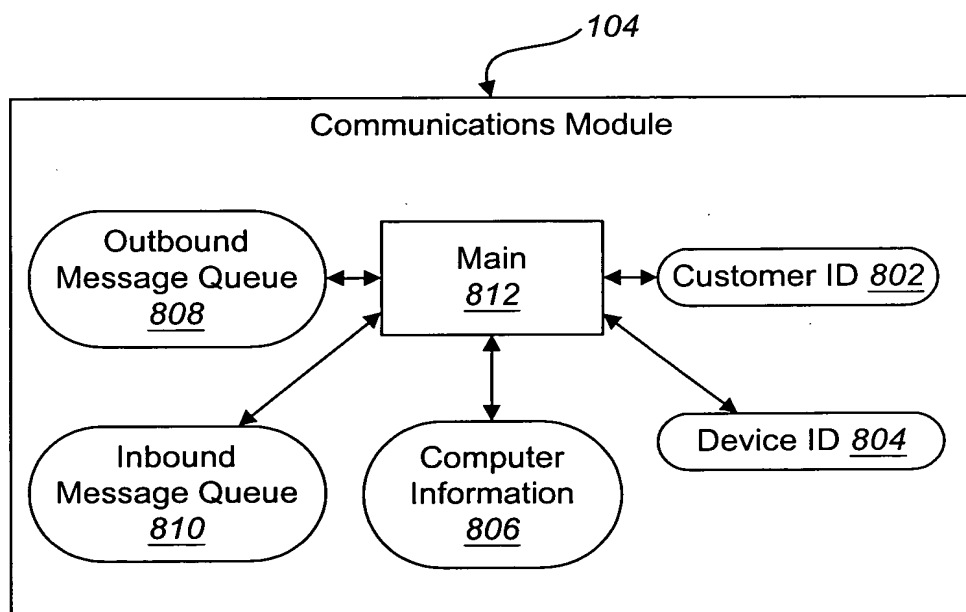 104
Communications Module
Outbound
Message Queue
808
Main
812
Customer ID 802
Inbound
Message Queue
810
Computer
Information
806
Device ID 804